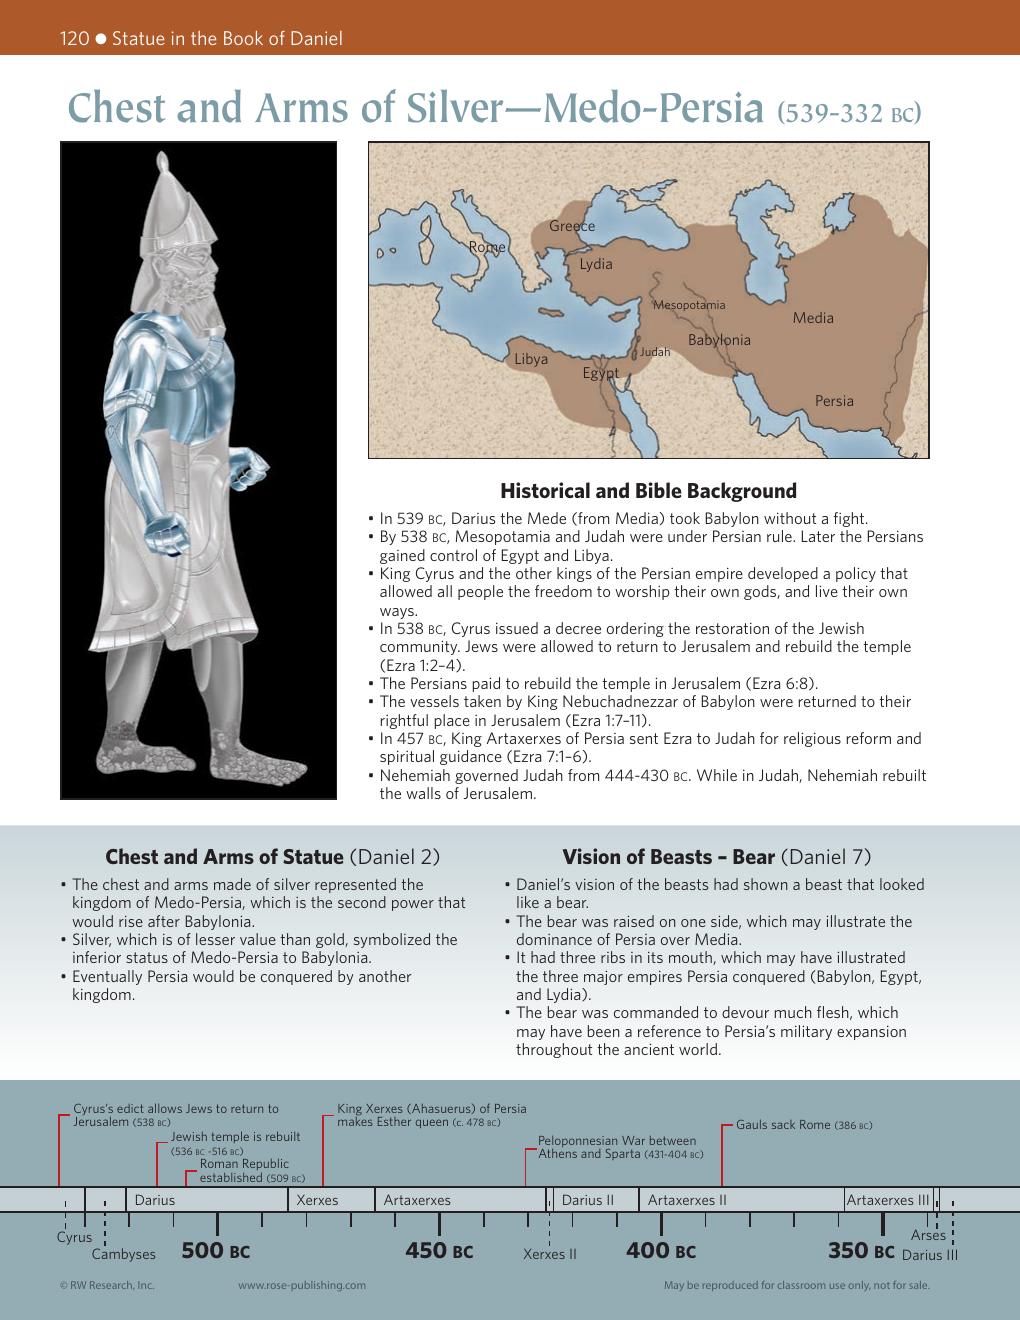 120 ● Statue in the Book of Daniel
Chest and Arms of Silver—Medo-Persia (539-332 BC)
Greece
Rome
Lydia
Mesopotamia
Media
Babylonia
Judah
Libya
Egypt
Persia
Historical and Bible Background
• In 539 BC, Darius the Mede (from Media) took Babylon without a fight.
• By 538 BC, Mesopotamia and Judah were under Persian rule. Later the Persians
gained control of Egypt and Libya.
• King Cyrus and the other kings of the Persian empire developed a policy that
allowed all people the freedom to worship their own gods, and live their own
ways.
• In 538 BC, Cyrus issued a decree ordering the restoration of the Jewish
community. Jews were allowed to return to Jerusalem and rebuild the temple
(Ezra 1:2–4).
• The Persians paid to rebuild the temple in Jerusalem (Ezra 6:8).
• The vessels taken by King Nebuchadnezzar of Babylon were returned to their
rightful place in Jerusalem (Ezra 1:7–11).
• In 457 BC, King Artaxerxes of Persia sent Ezra to Judah for religious reform and
spiritual guidance (Ezra 7:1–6).
• Nehemiah governed Judah from 444-430 BC. While in Judah, Nehemiah rebuilt
the walls of Jerusalem.
Chest and Arms of Statue (Daniel 2)
• The chest and arms made of silver represented the
kingdom of Medo-Persia, which is the second power that
would rise after Babylonia.
• Silver, which is of lesser value than gold, symbolized the
inferior status of Medo-Persia to Babylonia.
• Eventually Persia would be conquered by another
kingdom.
Vision of Beasts – Bear (Daniel 7)
• Daniel's vision of the beasts had shown a beast that looked
like a bear.
• The bear was raised on one side, which may illustrate the
dominance of Persia over Media.
• It had three ribs in its mouth, which may have illustrated
the three major empires Persia conquered (Babylon, Egypt,
and Lydia).
• The bear was commanded to devour much flesh, which
may have been a reference to Persia's military expansion
throughout the ancient world.
Cyrus's edict allows Jews to return to
Jerusalem (538 BC)
Jewish temple is rebuilt
(536 BC -516 BC)
Roman Republic
established (509 BC)
King Xerxes (Ahasuerus) of Persia
makes Esther queen (c. 478 BC)
Peloponnesian War between
Athens and Sparta (431-404 BC)
Gauls sack Rome (386 BC)
Darius
Xerxes
Artaxerxes
Darius II
Artaxerxes II
Artaxerxes III
Cyrus
Cambyses
500 BC
450 BC
Xerxes II
400 BC
350 BC
Arses
Darius III
© RW Research, Inc.
www.rose-publishing.com
May be reproduced for classroom use only, not for sale.